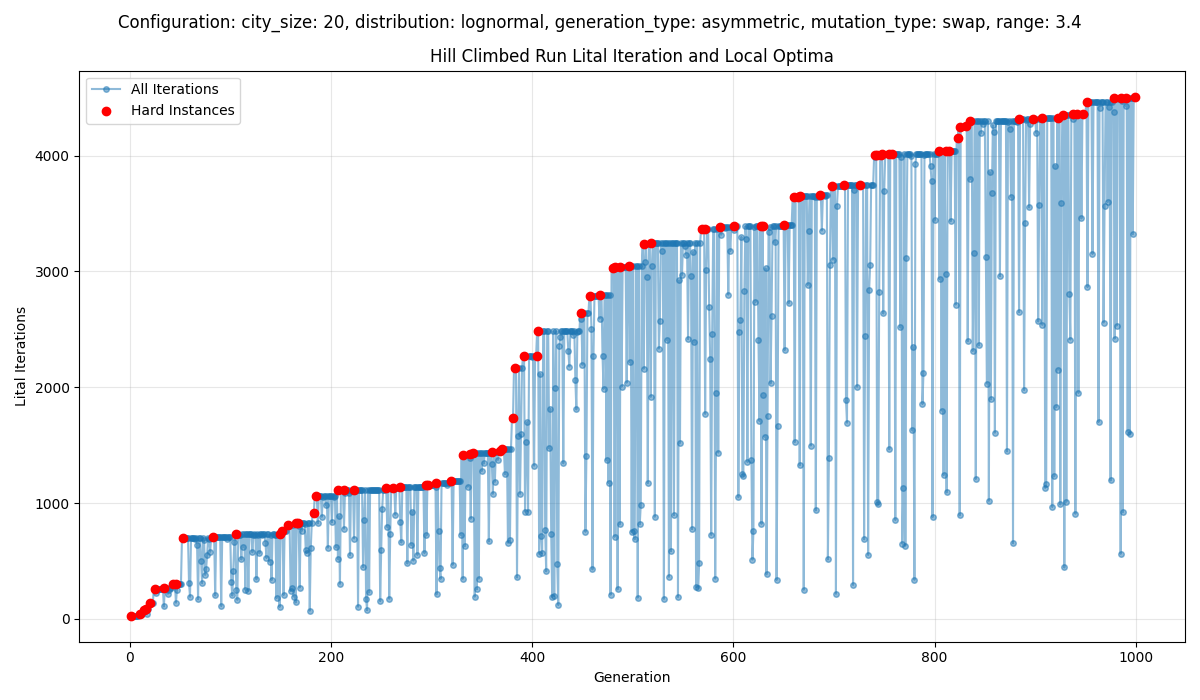 Configuration: city_size: 20, distribution: lognormal, generation_type: asymmetric, mutation_type: swap, range: 3.4
Hill Climbed Run Lital Iteration and Local Optima
All Iterations
Hard Instances
Lital Iterations
4000
3000
2000
1000
0
0 200 400 600 800 1000
Generation